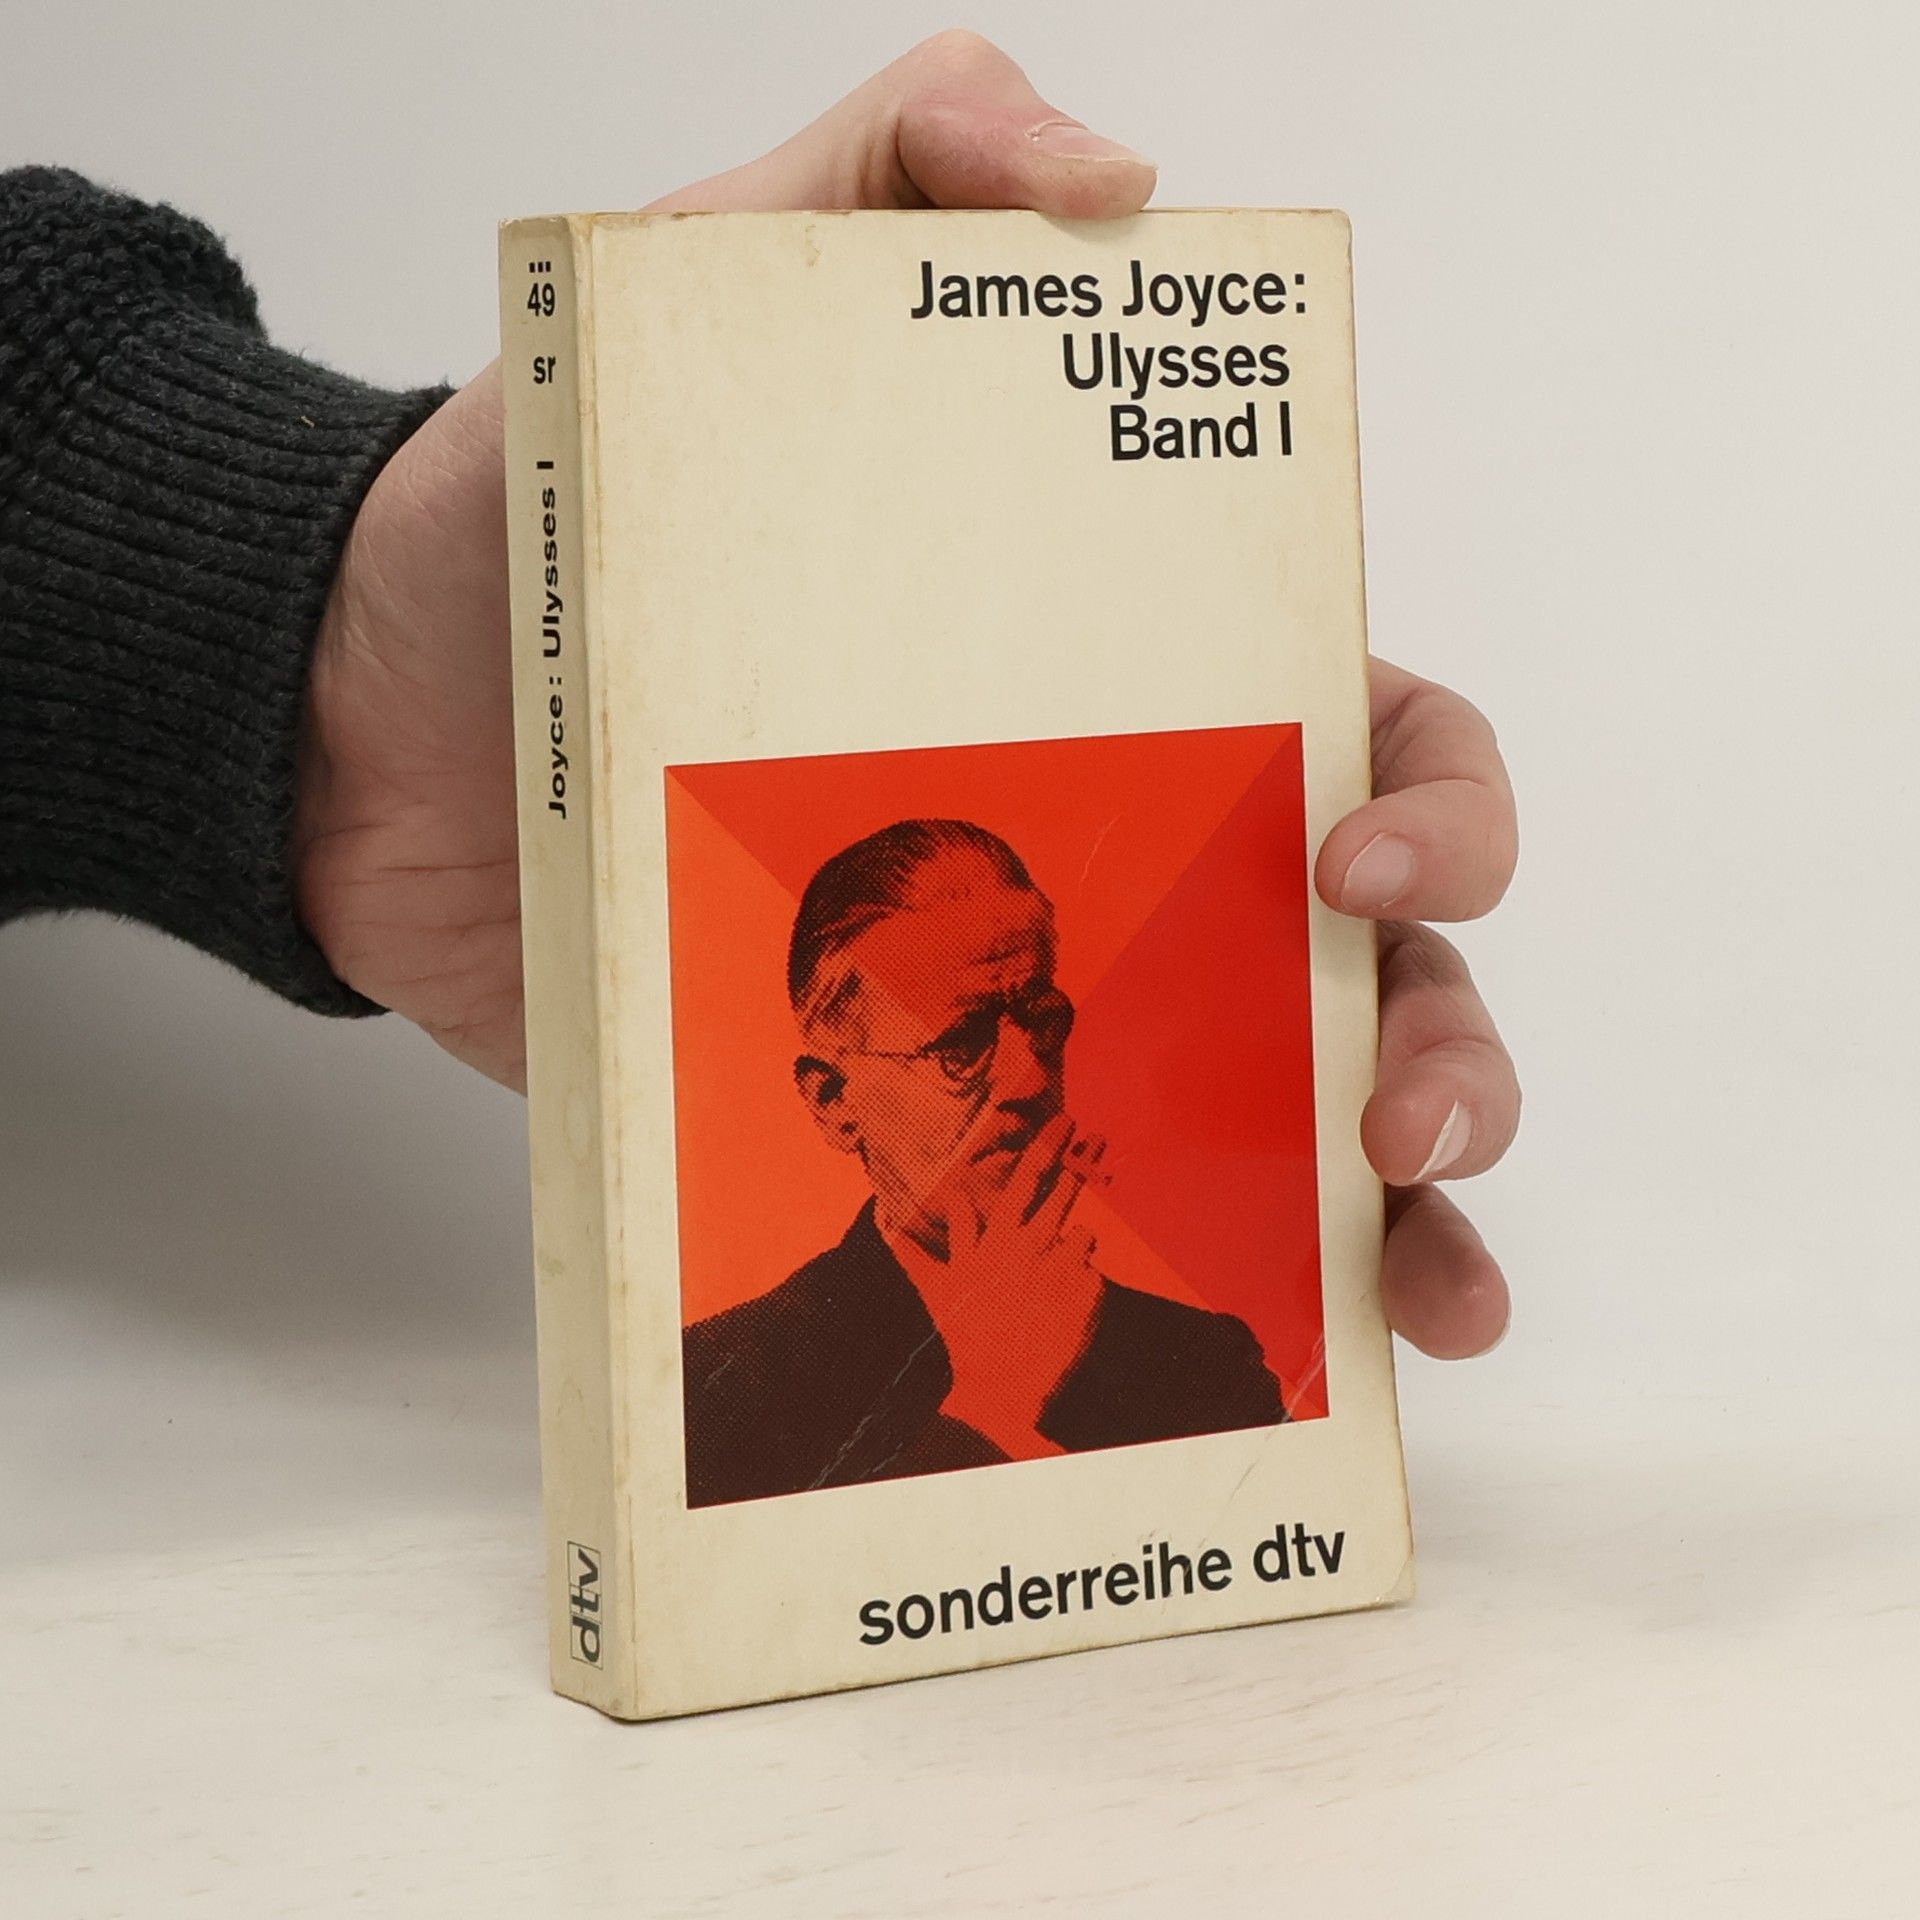 49
sr
Joyce: Ulysses I
dtv
James Joyce:
Ulysses
Band I
sonderreihe dtv